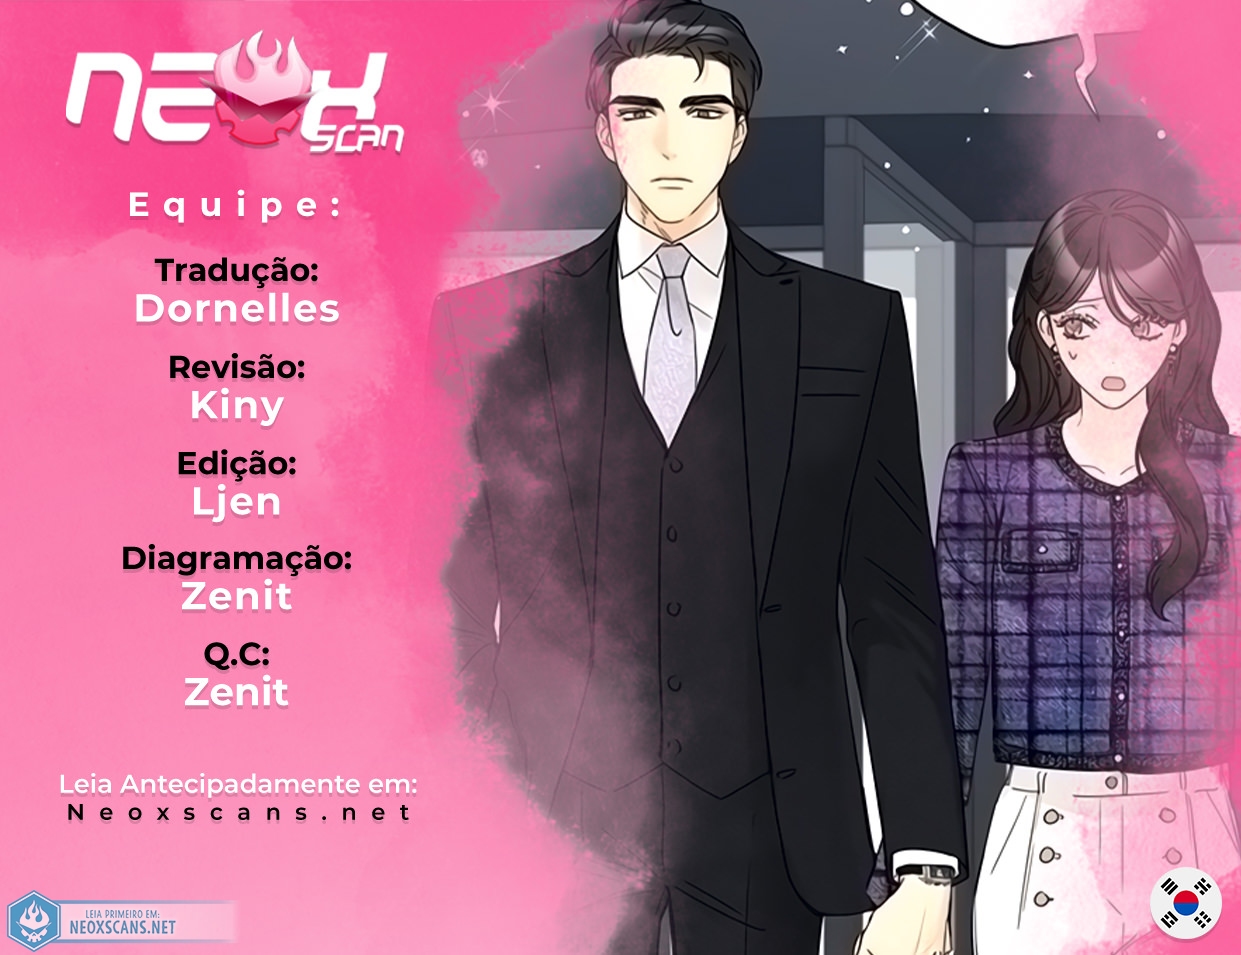 NEOX
SCAN
Equipe:
Tradução:
Dornelles
Revisão:
Kiny
Edição:
Ljen
Diagramação:
Zenit
Q.C:
Zenit
Leia Antecipadamente em:
Neoxscans.net
LEIA PRIMEIRO EM:
NEOXSCANS.NET